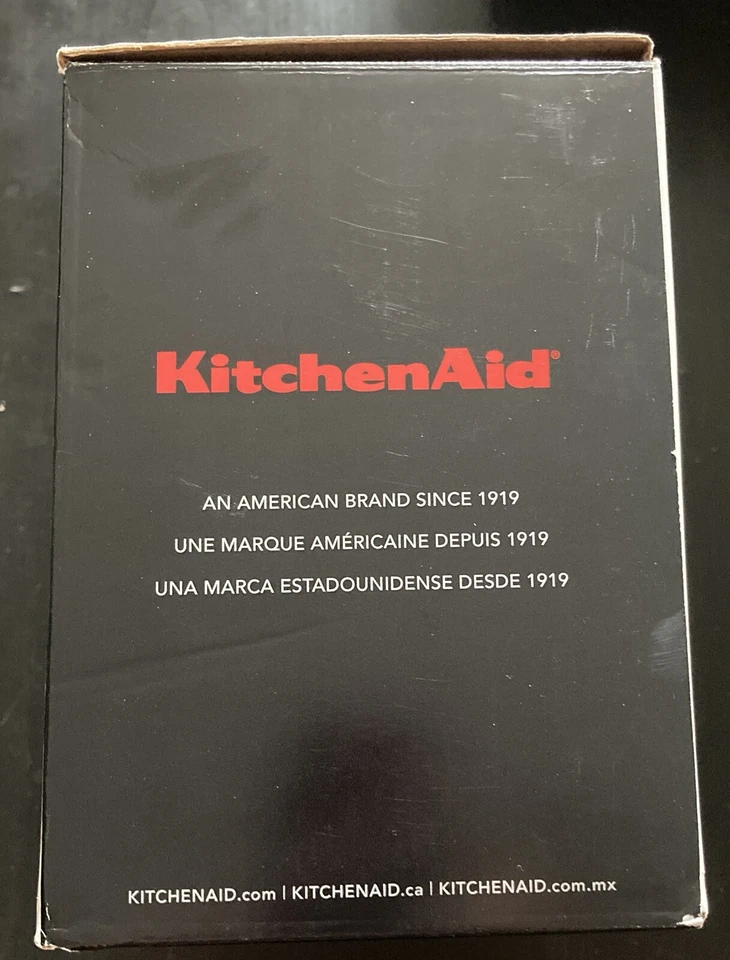 KitchenAid®
AN AMERICAN BRAND SINCE 1919
UNE MARQUE AMÉRICAINE DEPUIS 1919
UNA MARCA ESTADOUNIDENSE DESDE 1919
KITCHENAID.com | KITCHENAID.ca | KITCHENAID.com.mx